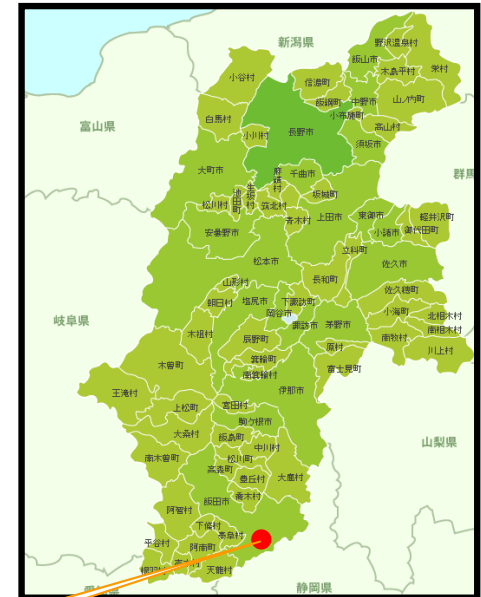 新潟県
野沢温泉村
飯山市
栄村
小谷村
木島平村
信濃町
飯綱町
中野市
山ノ内町
白馬村
小布施町
富山県
小川村
長野市
高山村
須坂市
大町市
千曲市
群馬
坂城町
松川村
池田町
生坂村
筑北村
青木村
上田市
東御市
軽井沢町
小諸市
御代田町
安曇野市
立科町
松本市
佐久市
山形村
長和町
佐久穂町
朝日村
塩尻市
下諏訪町
岡谷市
小海町
北相木村
岐阜県
諏訪市
茅野市
南相木村
木祖村
辰野町
南牧村
川上村
原村
箕輪町
木曽町
富士見町
南箕輪村
伊那市
王滝村
上松町
宮田村
駒ケ根市
大桑村
飯島町
中川村
山梨県
南木曽町
松川町
高森町
豊丘村
大鹿村
喬木村
飯田市
阿智村
下條村
泰阜村
平谷村
阿南町
天龍村
静岡県